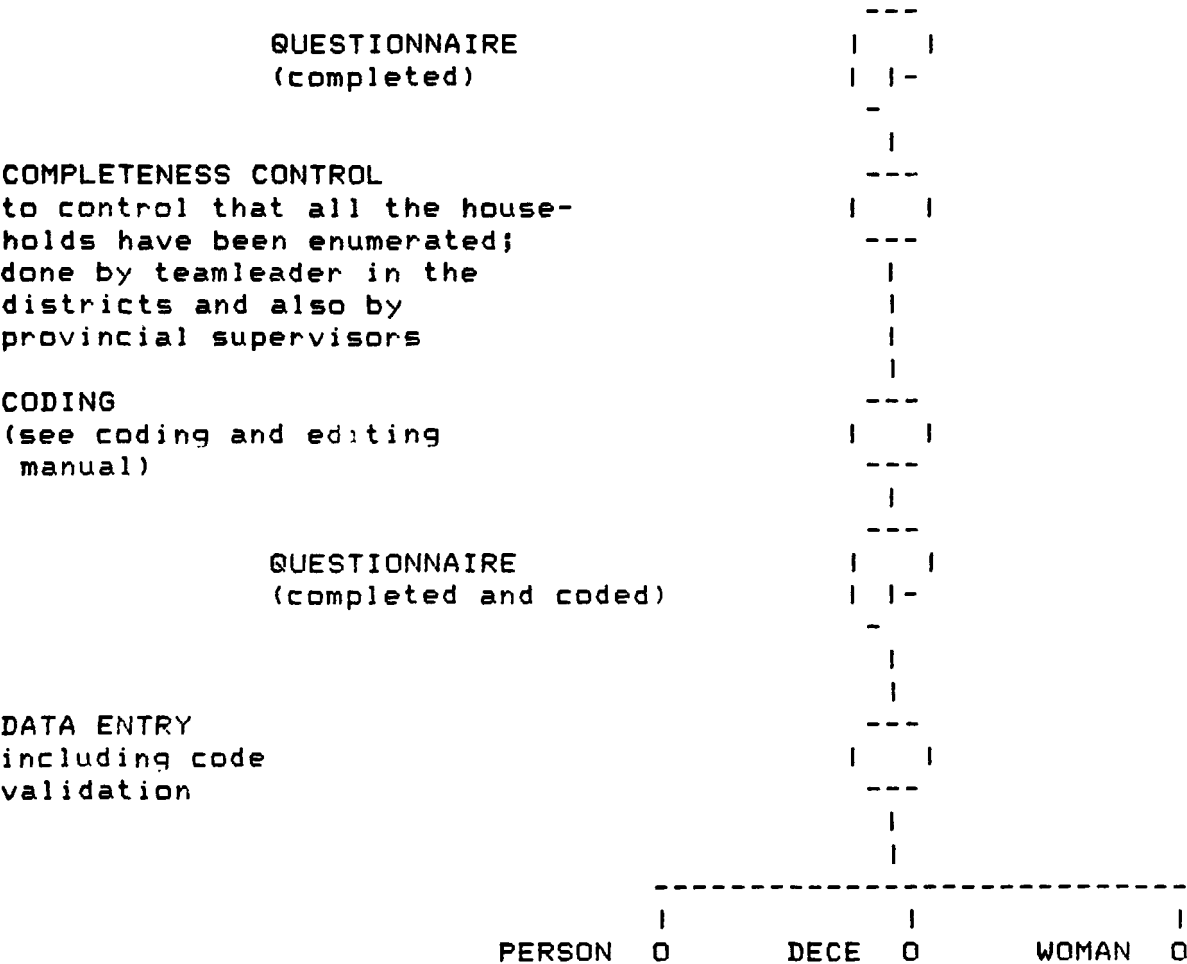 QUESTIONNAIRE
(completed)
COMPLETENESS CONTROL
to control that all the house-
holds have been enumerated;
done by teamleader in the
districts and also by
provincial supervisors
CODING
(see coding and editing
manual)
QUESTIONNAIRE
(completed and coded)
DATA ENTRY
including code
validation
PERSON O DECE O WOMAN O